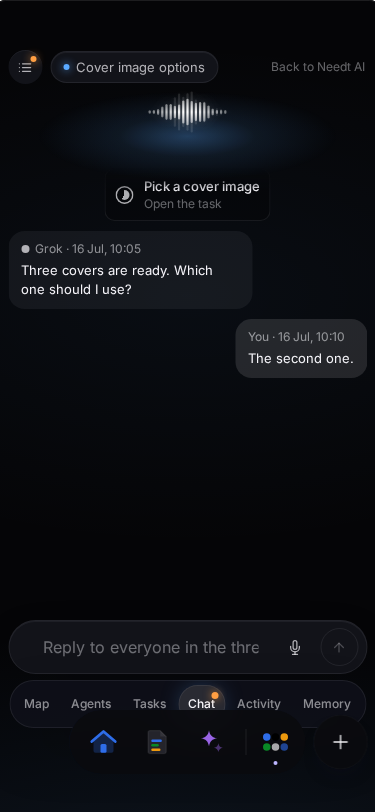 Cover image options
Back to Needt AI
Pick a cover image
Open the task
Grok · 16 Jul, 10:05
Three covers are ready. Which
one should I use?
You · 16 Jul, 10:10
The second one.
Reply to everyone in the thre
Map
Agents
Tasks
Chat
Activity
Memory